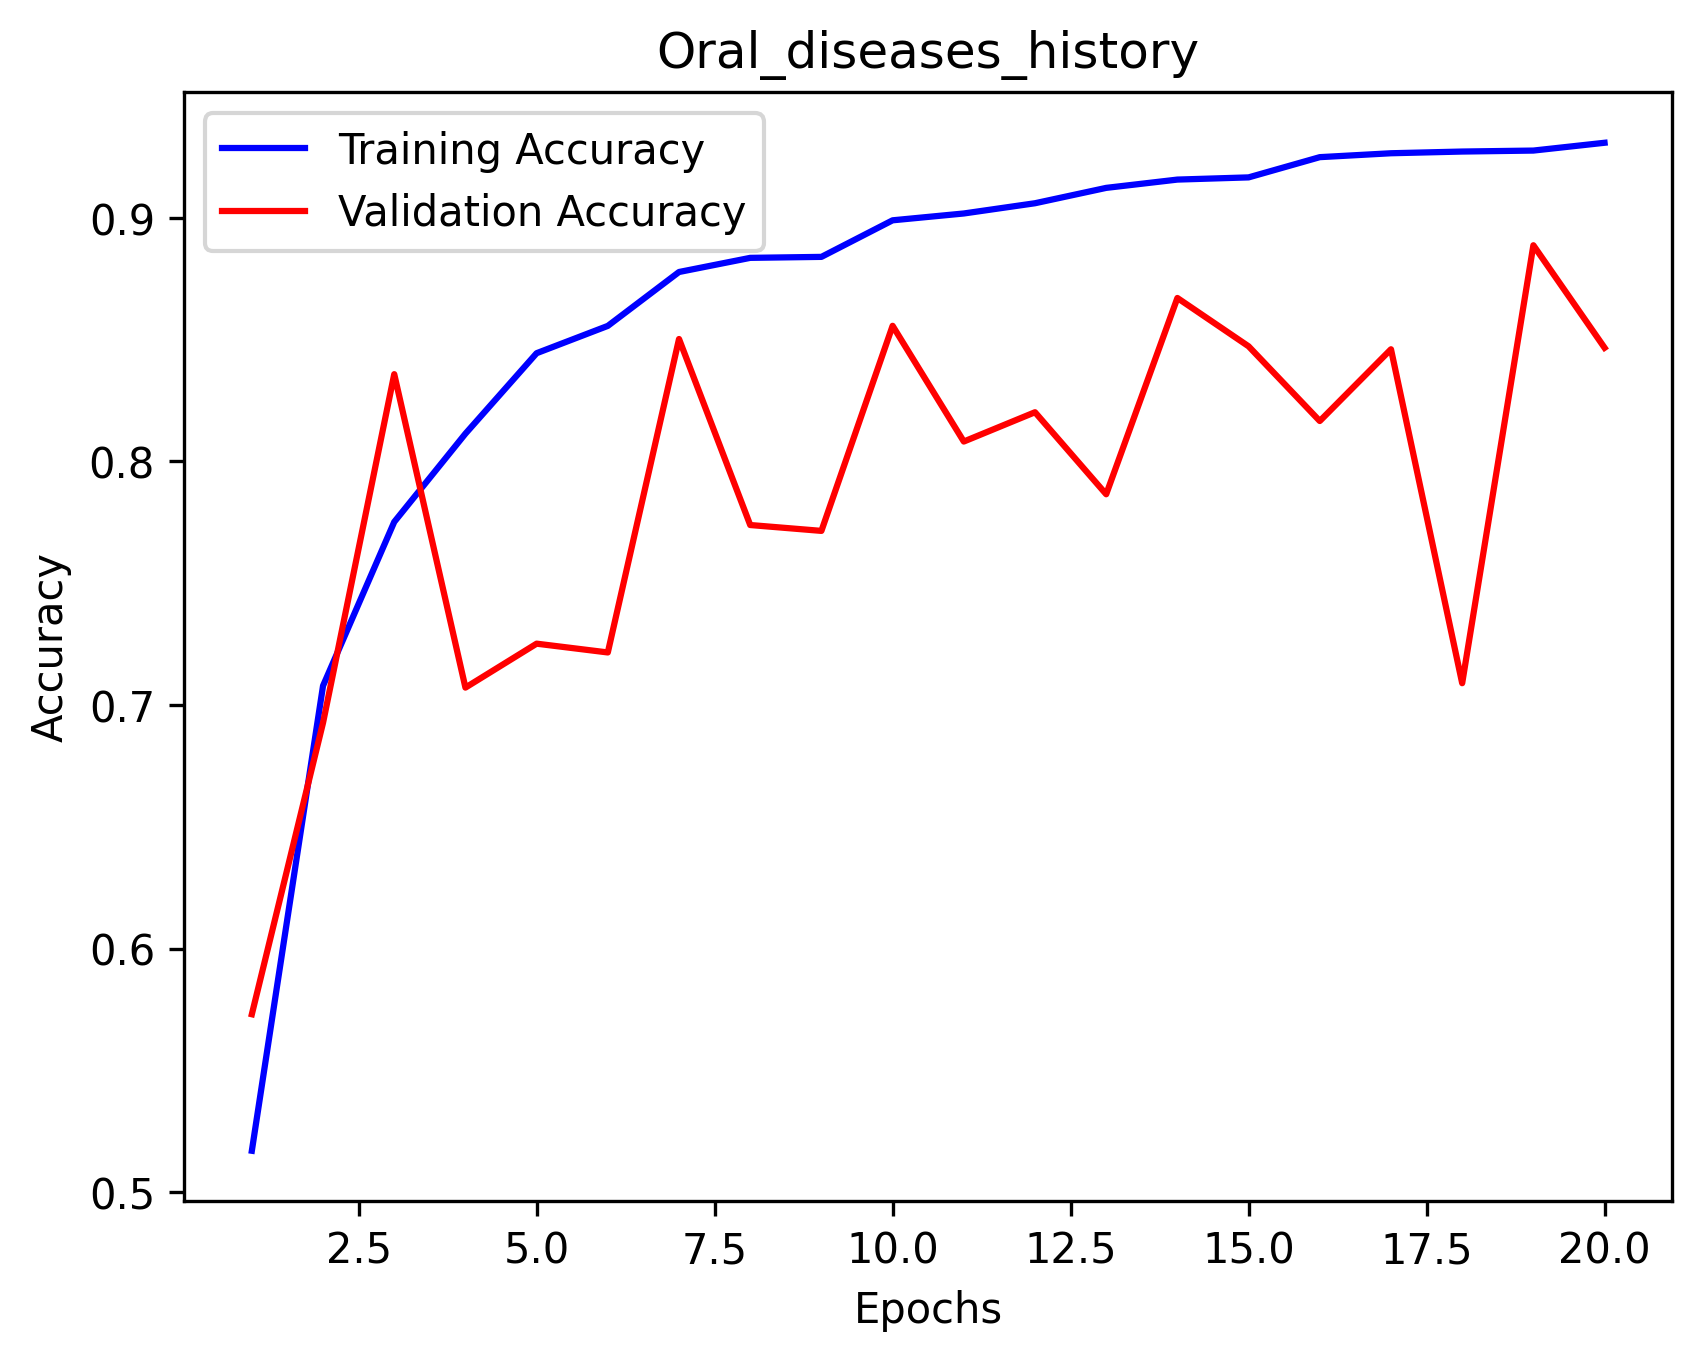 Oral_diseases_history
Training Accuracy
Validation Accuracy
Accuracy
0.9
0.8
0.7
0.6
0.5
2.5 5.0 7.5 10.0 12.5 15.0 17.5 20.0
Epochs